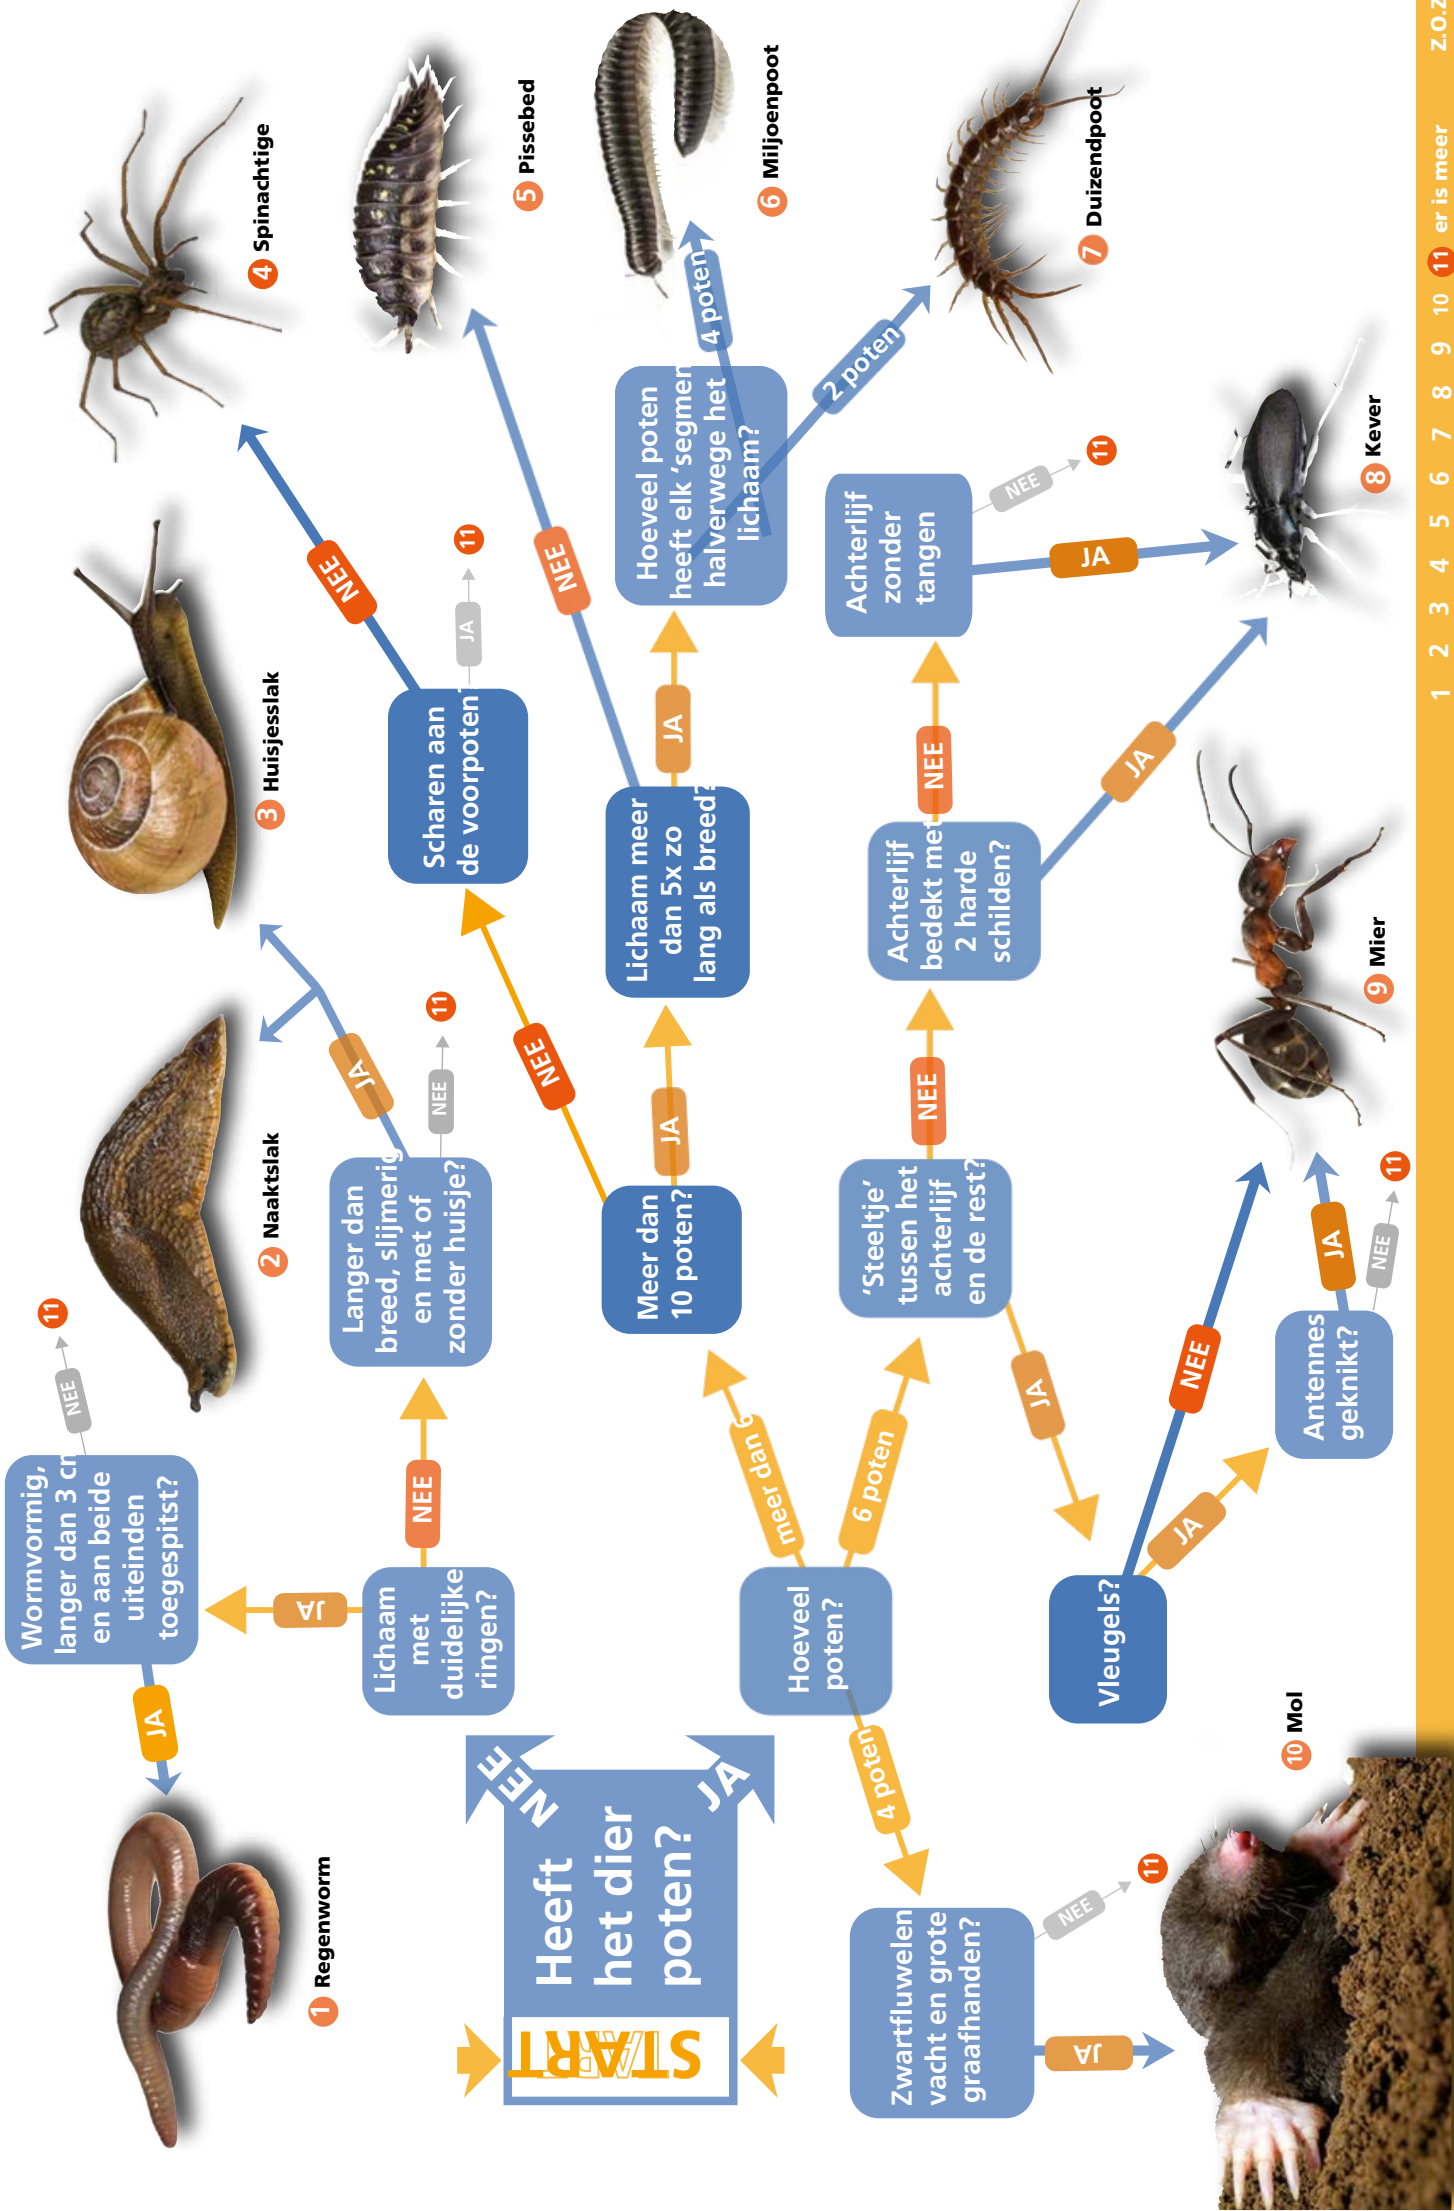 START
Heeft
het dier
poten?
NEE
JA
Lichaam
met
duidelijke
ringen?
JA
NEE
Wormvormig,
langer dan 3 cm
en aan beide
uiteinden
toegespitst?
JA
NEE
11
1 Regenworm
Langer dan
breed, slijmerig
en met of
zonder huisje?
JA
NEE
11
2 Naaktslak
3 Huisjesslak
Hoeveel
poten?
meer dan 6
6 poten
4 poten
Meer dan
10 poten?
NEE
JA
Scharen aan
de voorpoten?
NEE
JA
11
4 Spinachtige
Lichaam meer
dan 5x zo
lang als breed?
NEE
JA
5 Pissebed
Hoeveel poten
heeft elk ‘segmen
halverwege het
lichaam?
4 poten
2 poten
6 Miljoenpoot
7 Duizendpoot
‘Steeltje’
tussen het
achterlijf
en de rest?
NEE
JA
Achterlijf
bedekt met
2 harde
schilden?
NEE
JA
Achterlijf
zonder
tangen
NEE
11
JA
8 Kever
Vleugels?
NEE
JA
Antennes
geknikt?
JA
NEE
11
9 Mier
Zwartfluwelen
vacht en grote
graafhanden?
JA
NEE
11
10 Mol
1 2 3 4 5 6 7 8 9 10 11 er is meer z.o.z